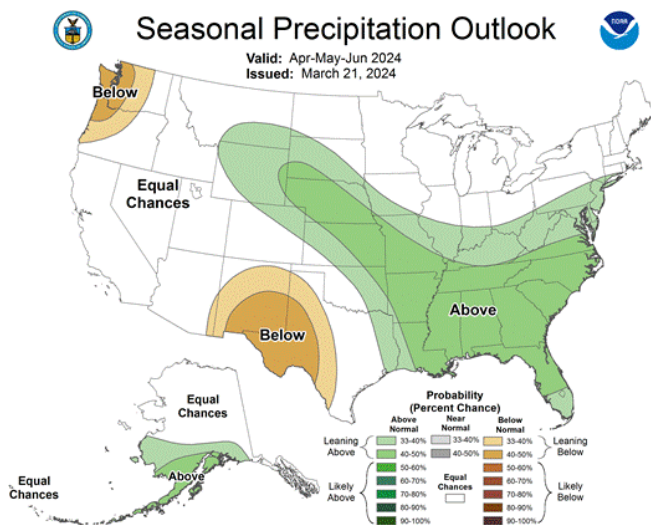 Seasonal Precipitation Outlook
NOAA
Valid: Apr-May-Jun 2024
Issued: March 21, 2024
Below
Equal
Chances
Above
Below
Equal
Chances
Above
Equal
Chances
Probability
(Percent Chance)
Above Normal
Near Normal
Below Normal
Leaning Above
33-40%
33-40%
33-40%
Leaning Below
40-50%
40-50%
40-50%
Likely Above
50-60%
60-70%
70-80%
80-90%
90-100%
Equal Chances
50-60%
60-70%
70-80%
80-90%
90-100%
Likely Below